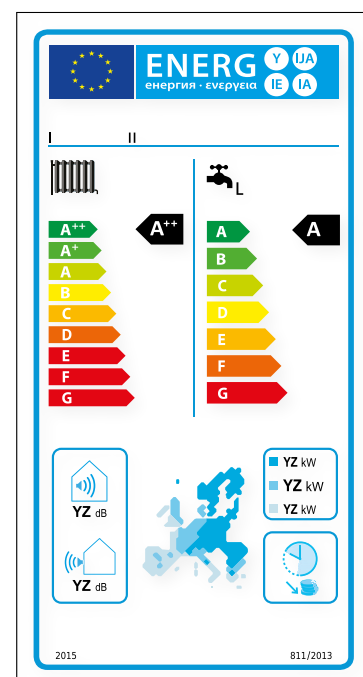 ENERG Y IJA
енергия · ενεργεια IE IA
I II
L
A++ A++ A A
A+ B
A C
B D
C E
D F
E G
F
G
YZ dB
YZ dB
YZ kW
YZ kW
YZ kW
2015 811/2013